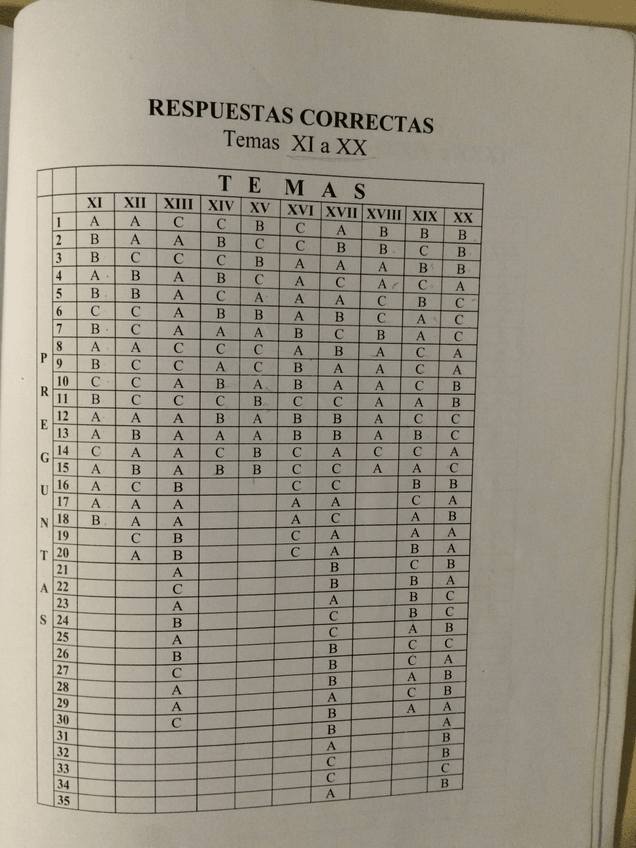 RESPUESTAS CORRECTAS
Temas XI a XX
T E M A S
XI XII XIII XIV XV XVI XVII XVIII XIX XX
PREGUNTAS
1 A A C C B C A B B B
2 B A A B C C B B C B
3 B C C C B A A A B B
4 A B A B C A C A C A
5 B B A C A A A C B C
6 C C A B B A B C A C
7 B C A A A B C B A C
8 A A C C C A B A C A
9 B C C A C B A A C A
10 C C A B A B A A C B
11 B C C C B C C A A B
12 A A A B A B B A C C
13 A B A A A B B A B C
14 C A A C B C A C C A
15 A B A B B C C A A C
16 A C B C C B B
17 A A A A A C A
18 B A A A C A B
19 C B C A A A
20 A B C A B A
21 A B C B
22 C B B A
23 A A B C
24 B C B C
25 A C A B
26 B B C C
27 C B C A
28 A B A B
29 A A C B
30 C B A A
31 B A
32 A B
33 C B
34 C C
35 A B